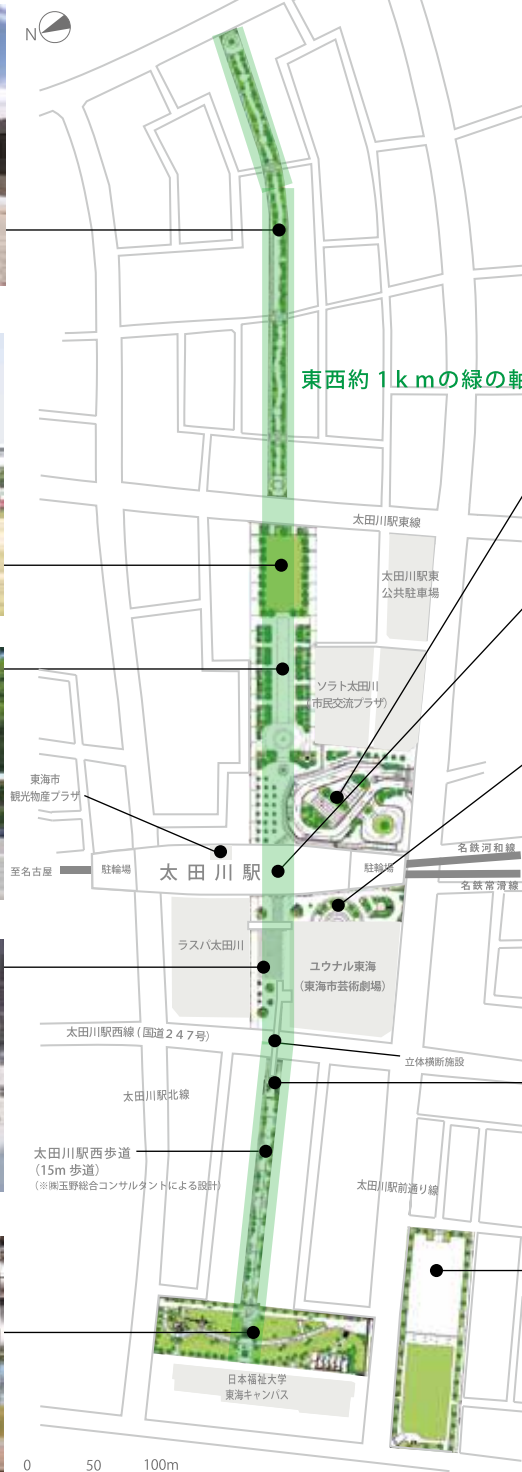 N
東西約１ｋｍの緑の軸
太田川駅東線
太田川駅東
公共駐車場
ソラト太田川
(市民交流プラザ)
東海市
観光物産プラザ
至名古屋
駐輪場
太田川駅
駐輪場
名鉄河和線
名鉄常滑線
ラスパ太田川
ユウナル東海
(東海市芸術劇場)
太田川駅西線(国道２４７号)
立体横断施設
太田川駅北線
太田川駅西歩道
(15m 歩道)
(※㈱玉野総合コンサルタントによる設計)
太田川駅前通り線
日本福祉大学
東海キャンパス
0 50 100m